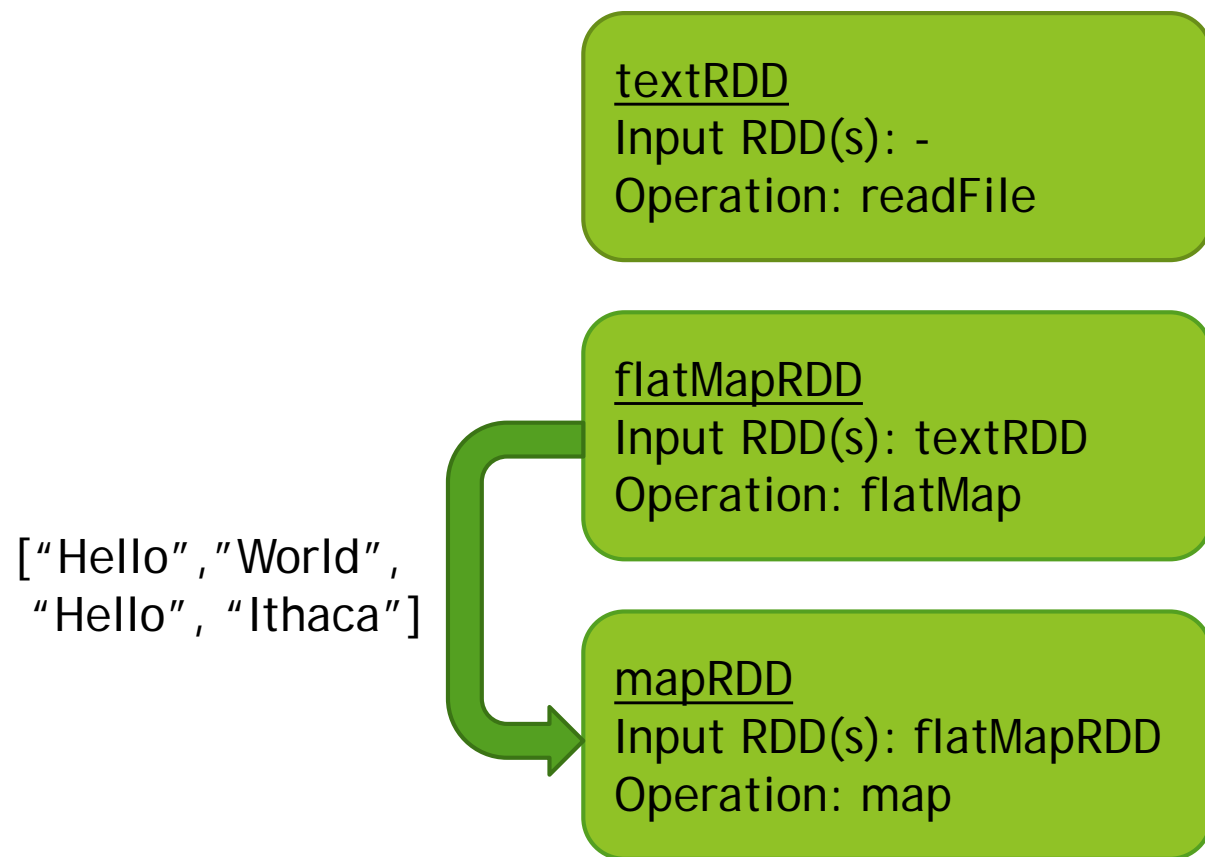 textRDD
Input RDD(s): -
Operation: readFile
flatMapRDD
Input RDD(s): textRDD
Operation: flatMap
[“Hello”,”World”,
“Hello”, “Ithaca”]
mapRDD
Input RDD(s): flatMapRDD
Operation: map